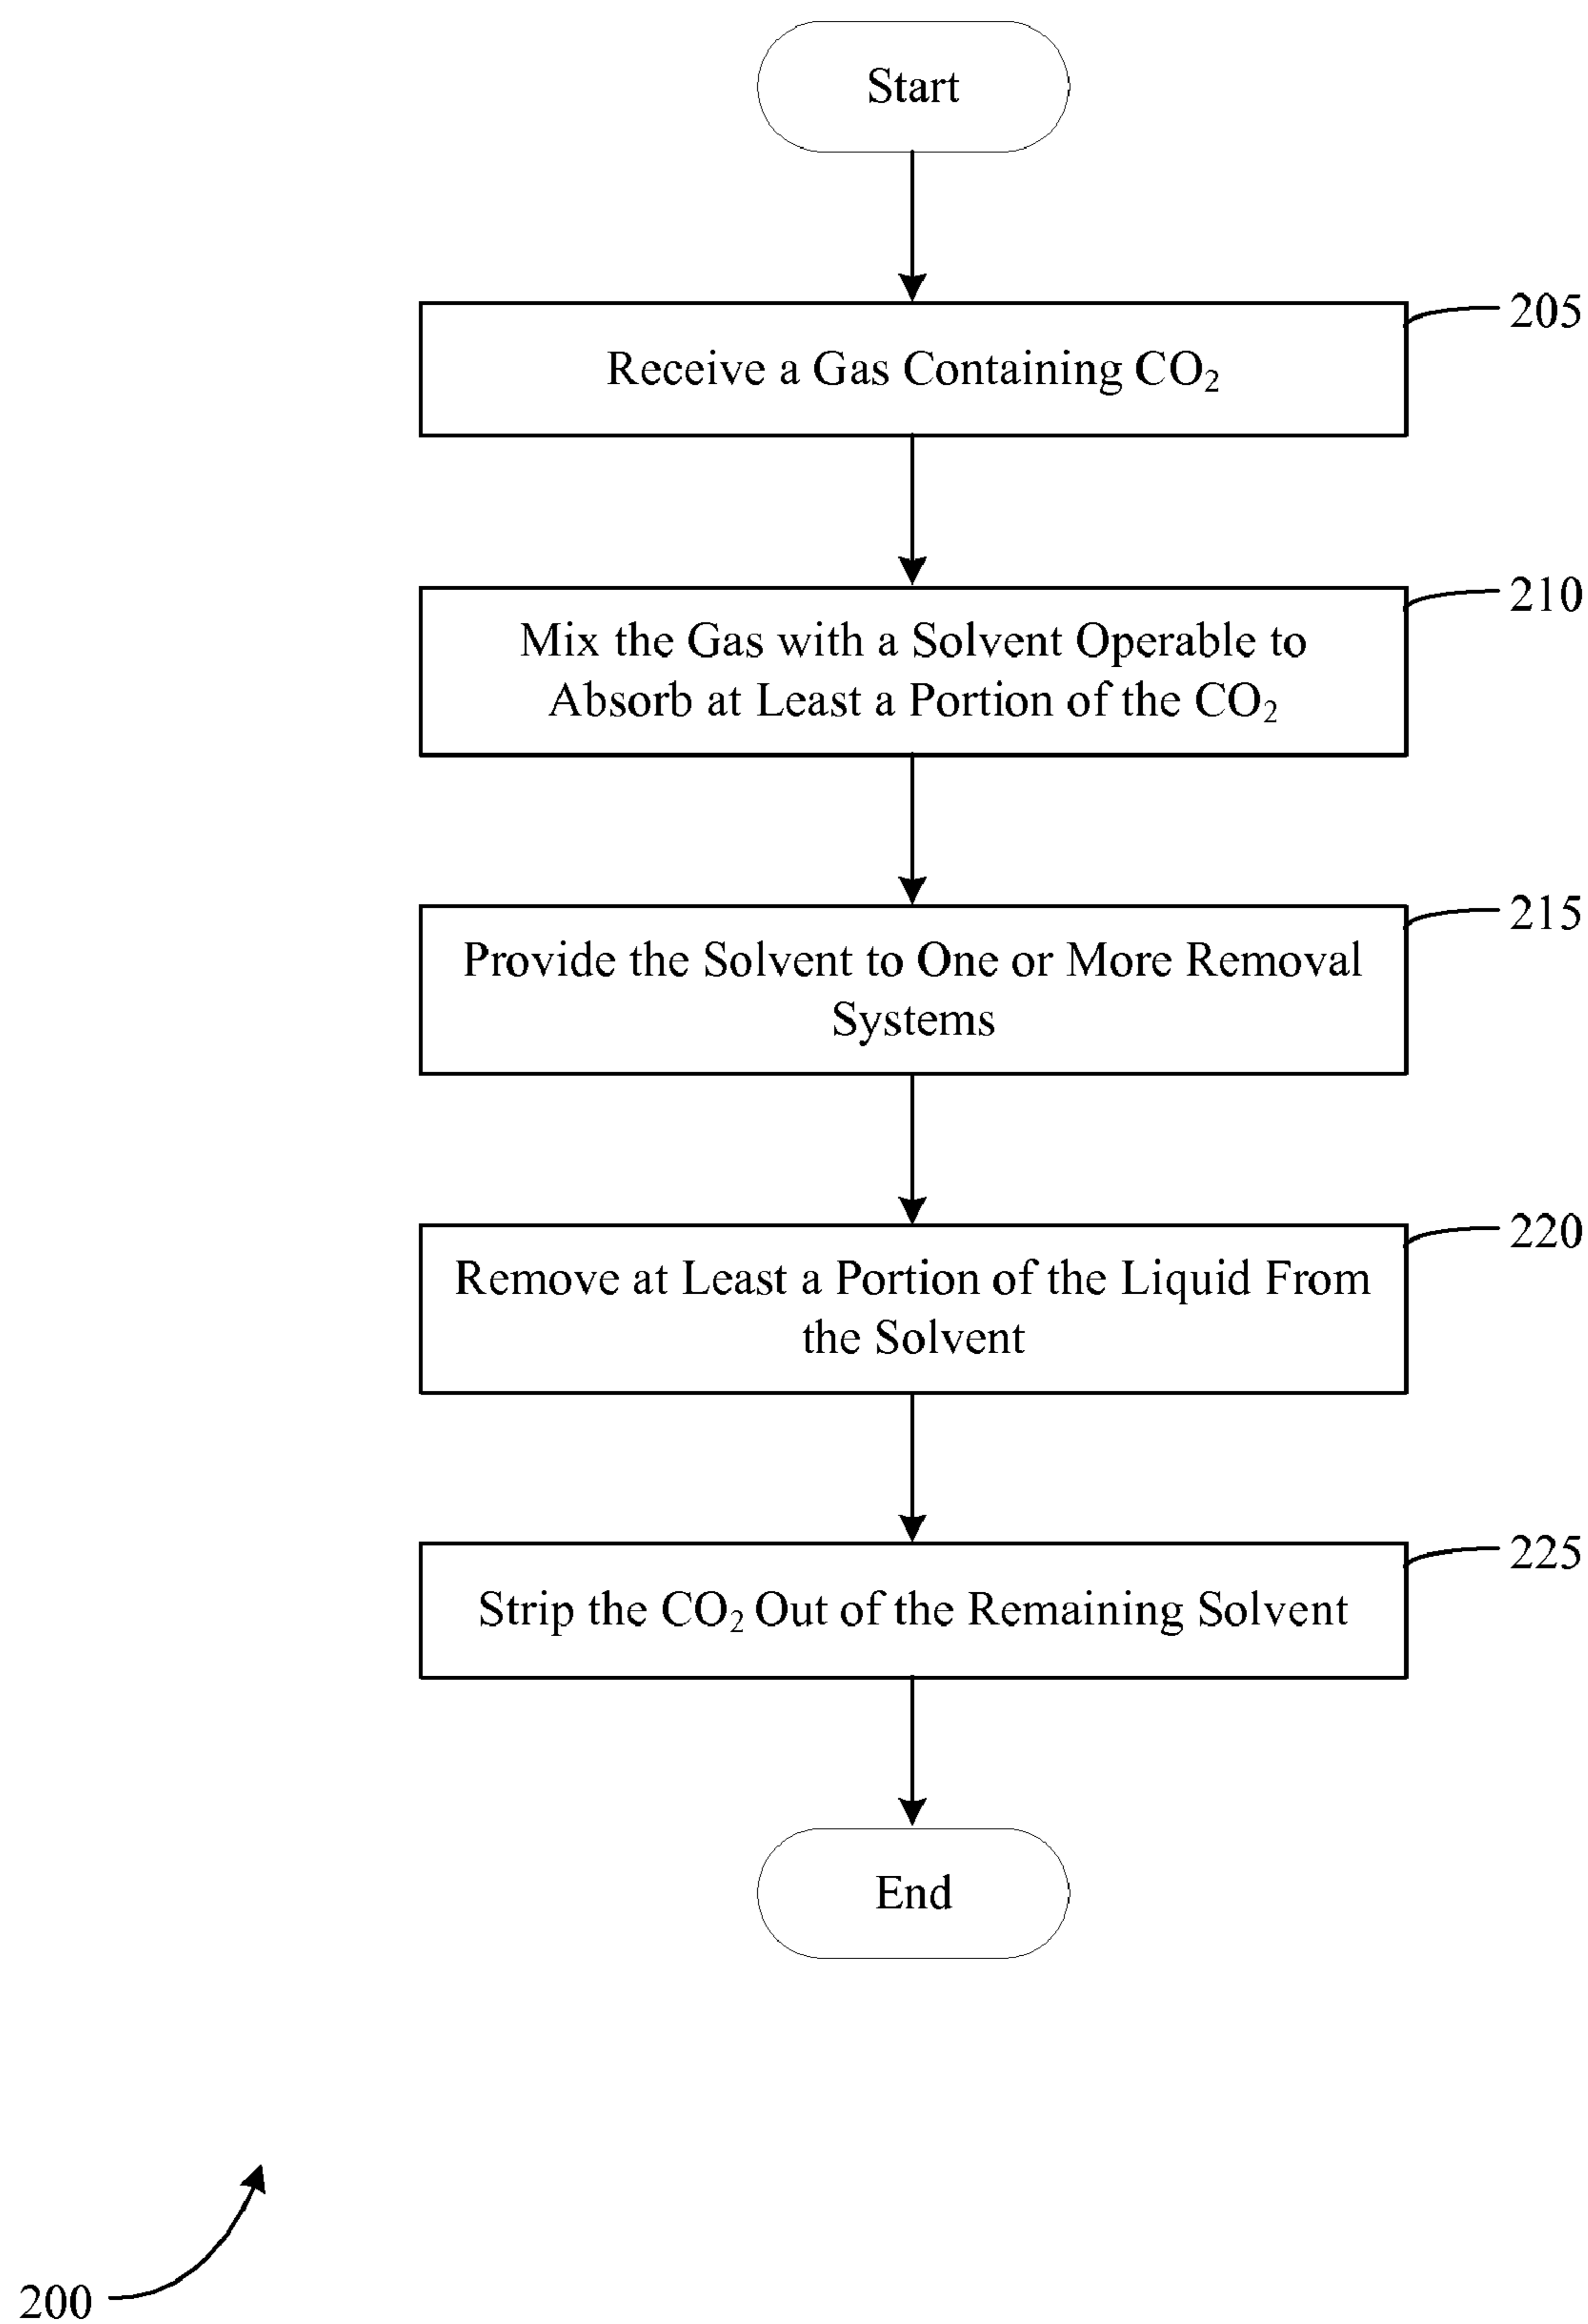 Start
205
Receive a Gas Containing CO₂
210
Mix the Gas with a Solvent Operable to
Absorb at Least a Portion of the CO₂
215
Provide the Solvent to One or More Removal
Systems
220
Remove at Least a Portion of the Liquid From
the Solvent
225
Strip the CO₂ Out of the Remaining Solvent
End
200